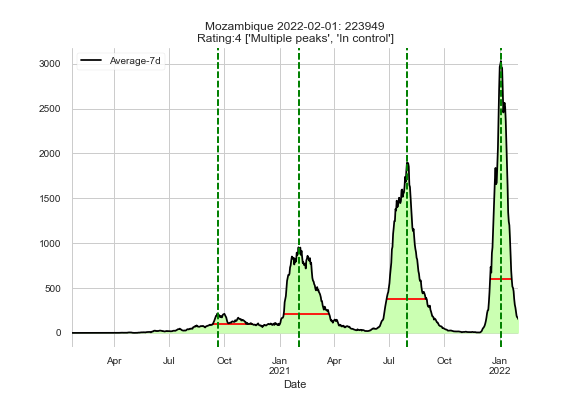 Mozambique 2022-02-01: 223949
Rating:4 ['Multiple peaks', 'In control']
Average-7d
3000
2500
2000
1500
1000
500
0
Apr
Jul
Oct
Jan
2021
Apr
Jul
Oct
Jan
2022
Date